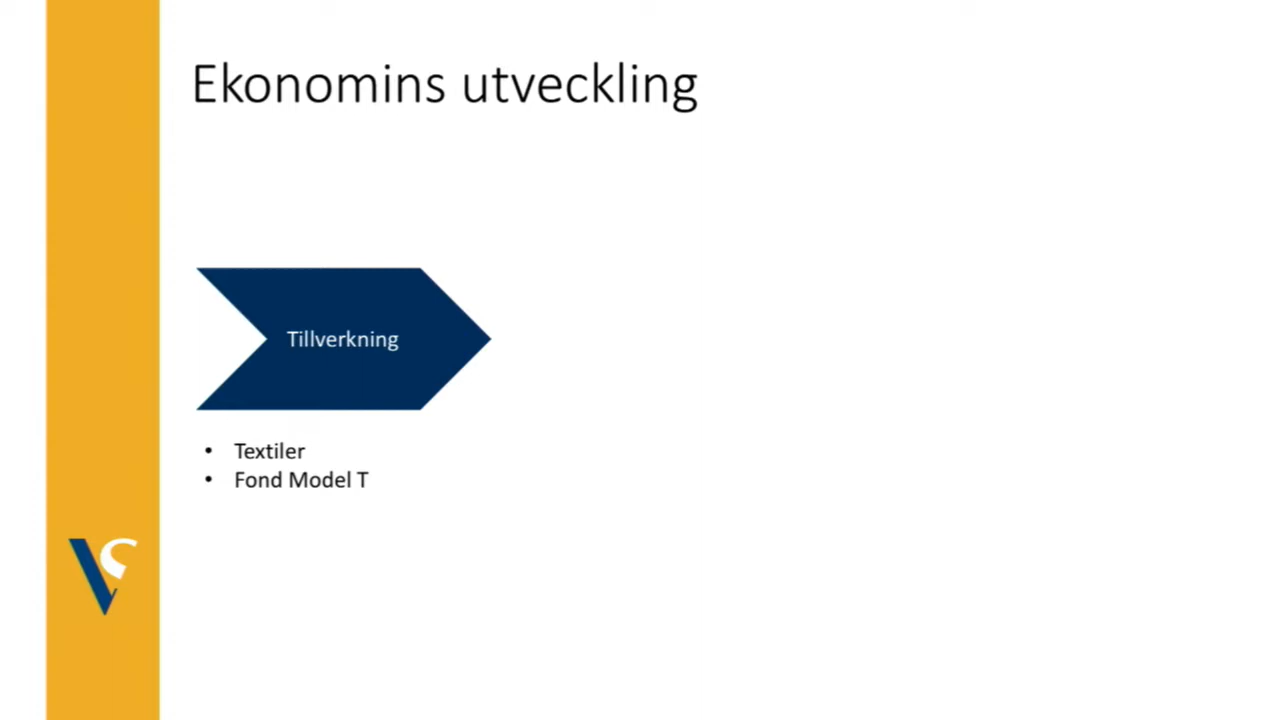 Ekonomins utveckling
Tillverkning
• Textiler
• Fond Model T